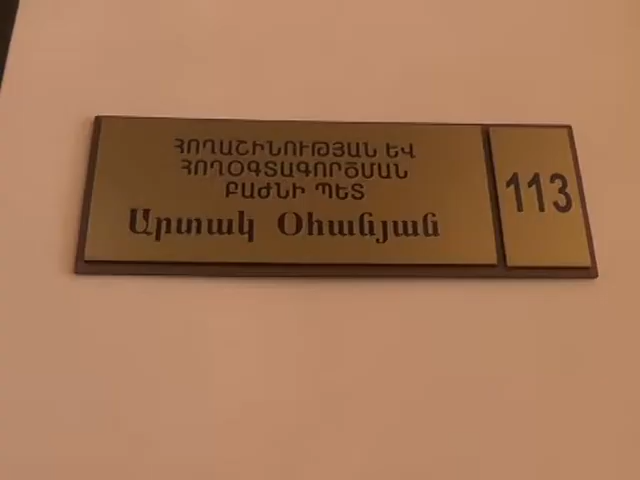 ՀՈՂԱՇԻՆՈՒԹՅԱՆ ԵՎ
ՀՈՂՕԳՏԱԳՈՐԾՄԱՆ
ԲԱԺՆԻ ՊԵՏ
Արտակ Օհանյան
113